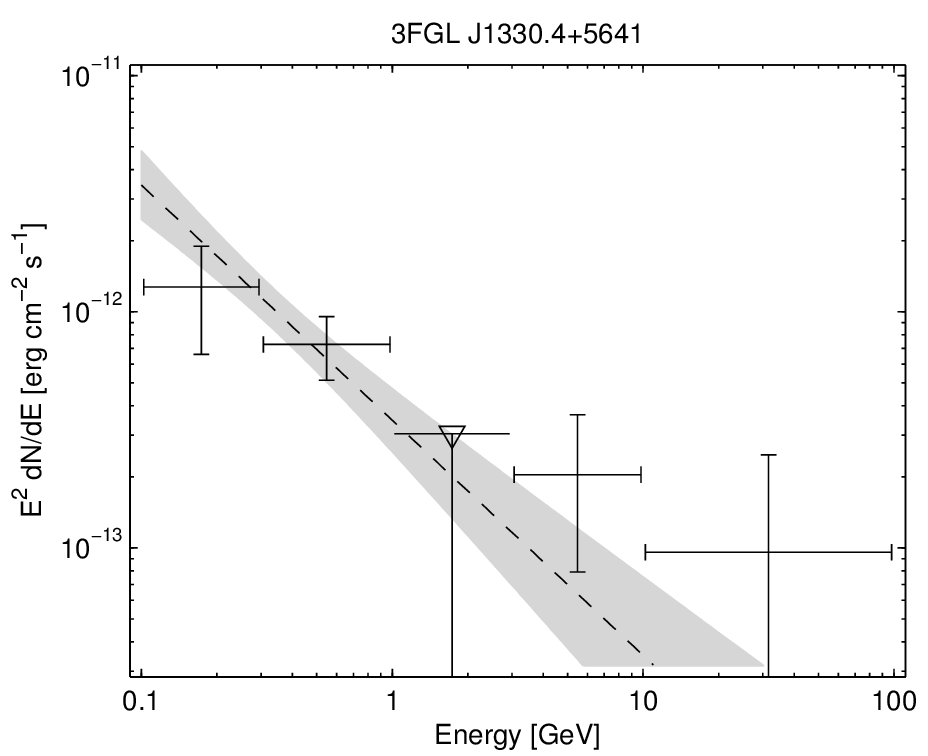 3FGL J1330.4+5641
10⁻¹¹
10⁻¹²
10⁻¹³
E² dN/dE [erg cm⁻² s⁻¹]
0.1 1 10 100
Energy [GeV]